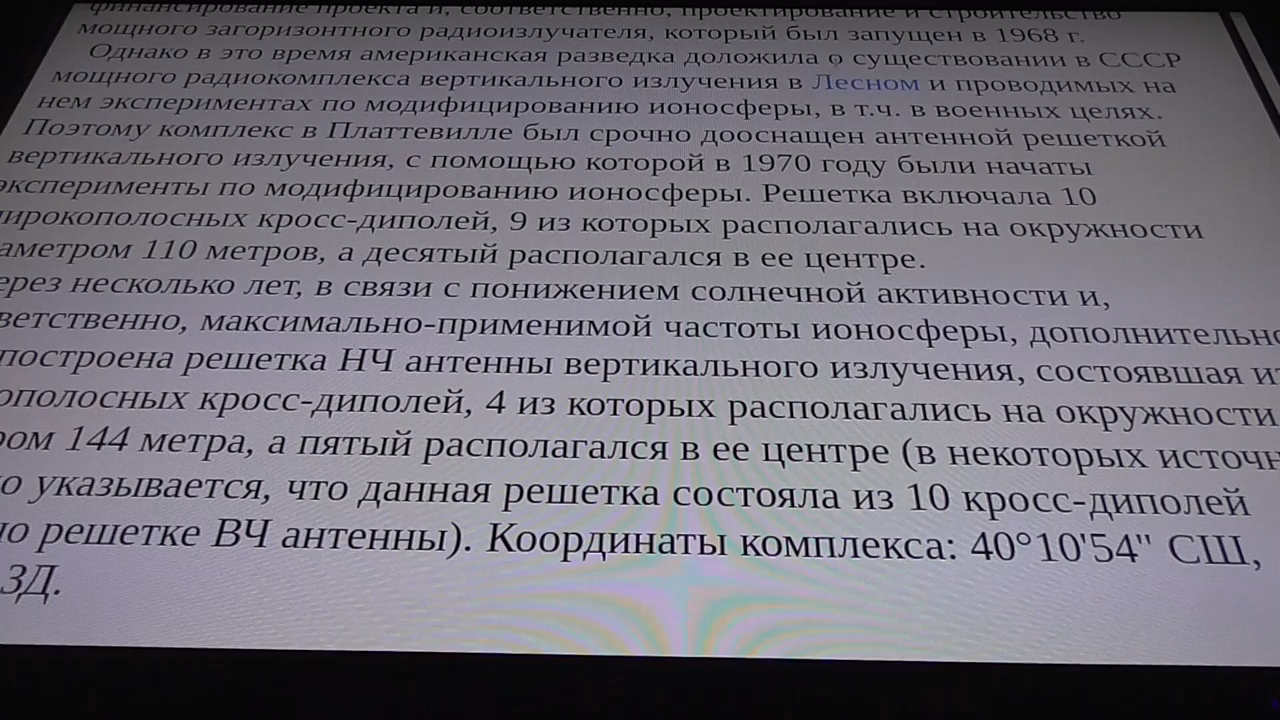 финансирование проекта и, соответственно, проектирование и строительство
мощного загоризонтного радиоизлучателя, который был запущен в 1968 г.
Однако в это время американская разведка доложила о существовании в СССР
мощного радиокомплекса вертикального излучения в Лесном и проводимых на
нем экспериментах по модифицированию ионосферы, в т.ч. в военных целях.
Поэтому комплекс в Платтевилле был срочно дооснащен антенной решеткой
вертикального излучения, с помощью которой в 1970 году были начаты
эксперименты по модифицированию ионосферы. Решетка включала 10
ирокополосных кросс-диполей, 9 из которых располагались на окружности
аметром 110 метров, а десятый располагался в ее центре.
ерез несколько лет, в связи с понижением солнечной активности и,
ветственно, максимально-применимой частоты ионосферы, дополнительно
построена решетка НЧ антенны вертикального излучения, состоявшая из
ополосных кросс-диполей, 4 из которых располагались на окружности
ром 144 метра, а пятый располагался в ее центре (в некоторых источн
о указывается, что данная решетка состояла из 10 кросс-диполей
но решетке ВЧ антенны). Координаты комплекса: 40°10'54" СШ,
ЗД.